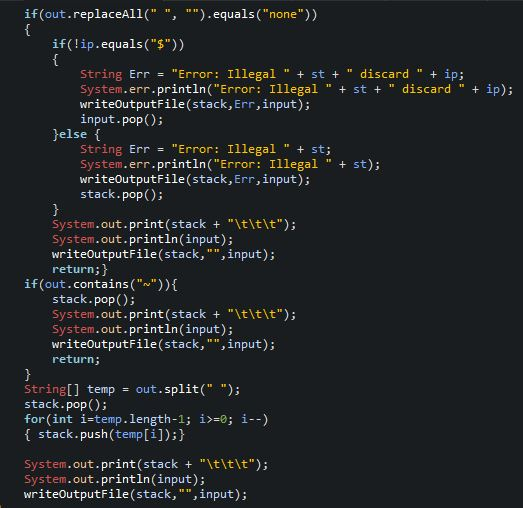 if(out.replaceAll(" ", "").equals("none"))
{
if(!ip.equals("$"))
{
String Err = "Error: Illegal " + st + " discard " + ip;
System.err.println("Error: Illegal " + st + " discard " + ip);
writeOutputFile(stack,Err,input);
input.pop();
}else {
String Err = "Error: Illegal " + st;
System.err.println("Error: Illegal " + st);
writeOutputFile(stack,Err,input);
stack.pop();
}
System.out.print(stack + "\t\t\t");
System.out.println(input);
writeOutputFile(stack,"",input);
return;}
if(out.contains("~")){
stack.pop();
System.out.print(stack + "\t\t\t");
System.out.println(input);
writeOutputFile(stack,"",input);
return;
}
String[] temp = out.split(" ");
stack.pop();
for(int i=temp.length-1; i>=0; i--)
{ stack.push(temp[i]);}

System.out.print(stack + "\t\t\t");
System.out.println(input);
writeOutputFile(stack,"",input);